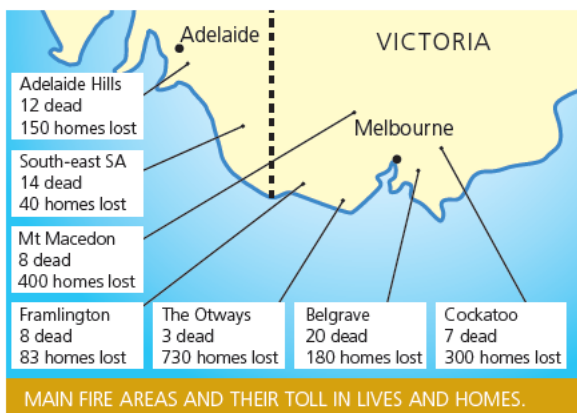 Adelaide
VICTORIA
Adelaide Hills
12 dead
150 homes lost
Melbourne
South-east SA
14 dead
40 homes lost
Mt Macedon
8 dead
400 homes lost
Framlington
8 dead
83 homes lost
The Otways
3 dead
730 homes lost
Belgrave
20 dead
180 homes lost
Cockatoo
7 dead
300 homes lost
MAIN FIRE AREAS AND THEIR TOLL IN LIVES AND HOMES.